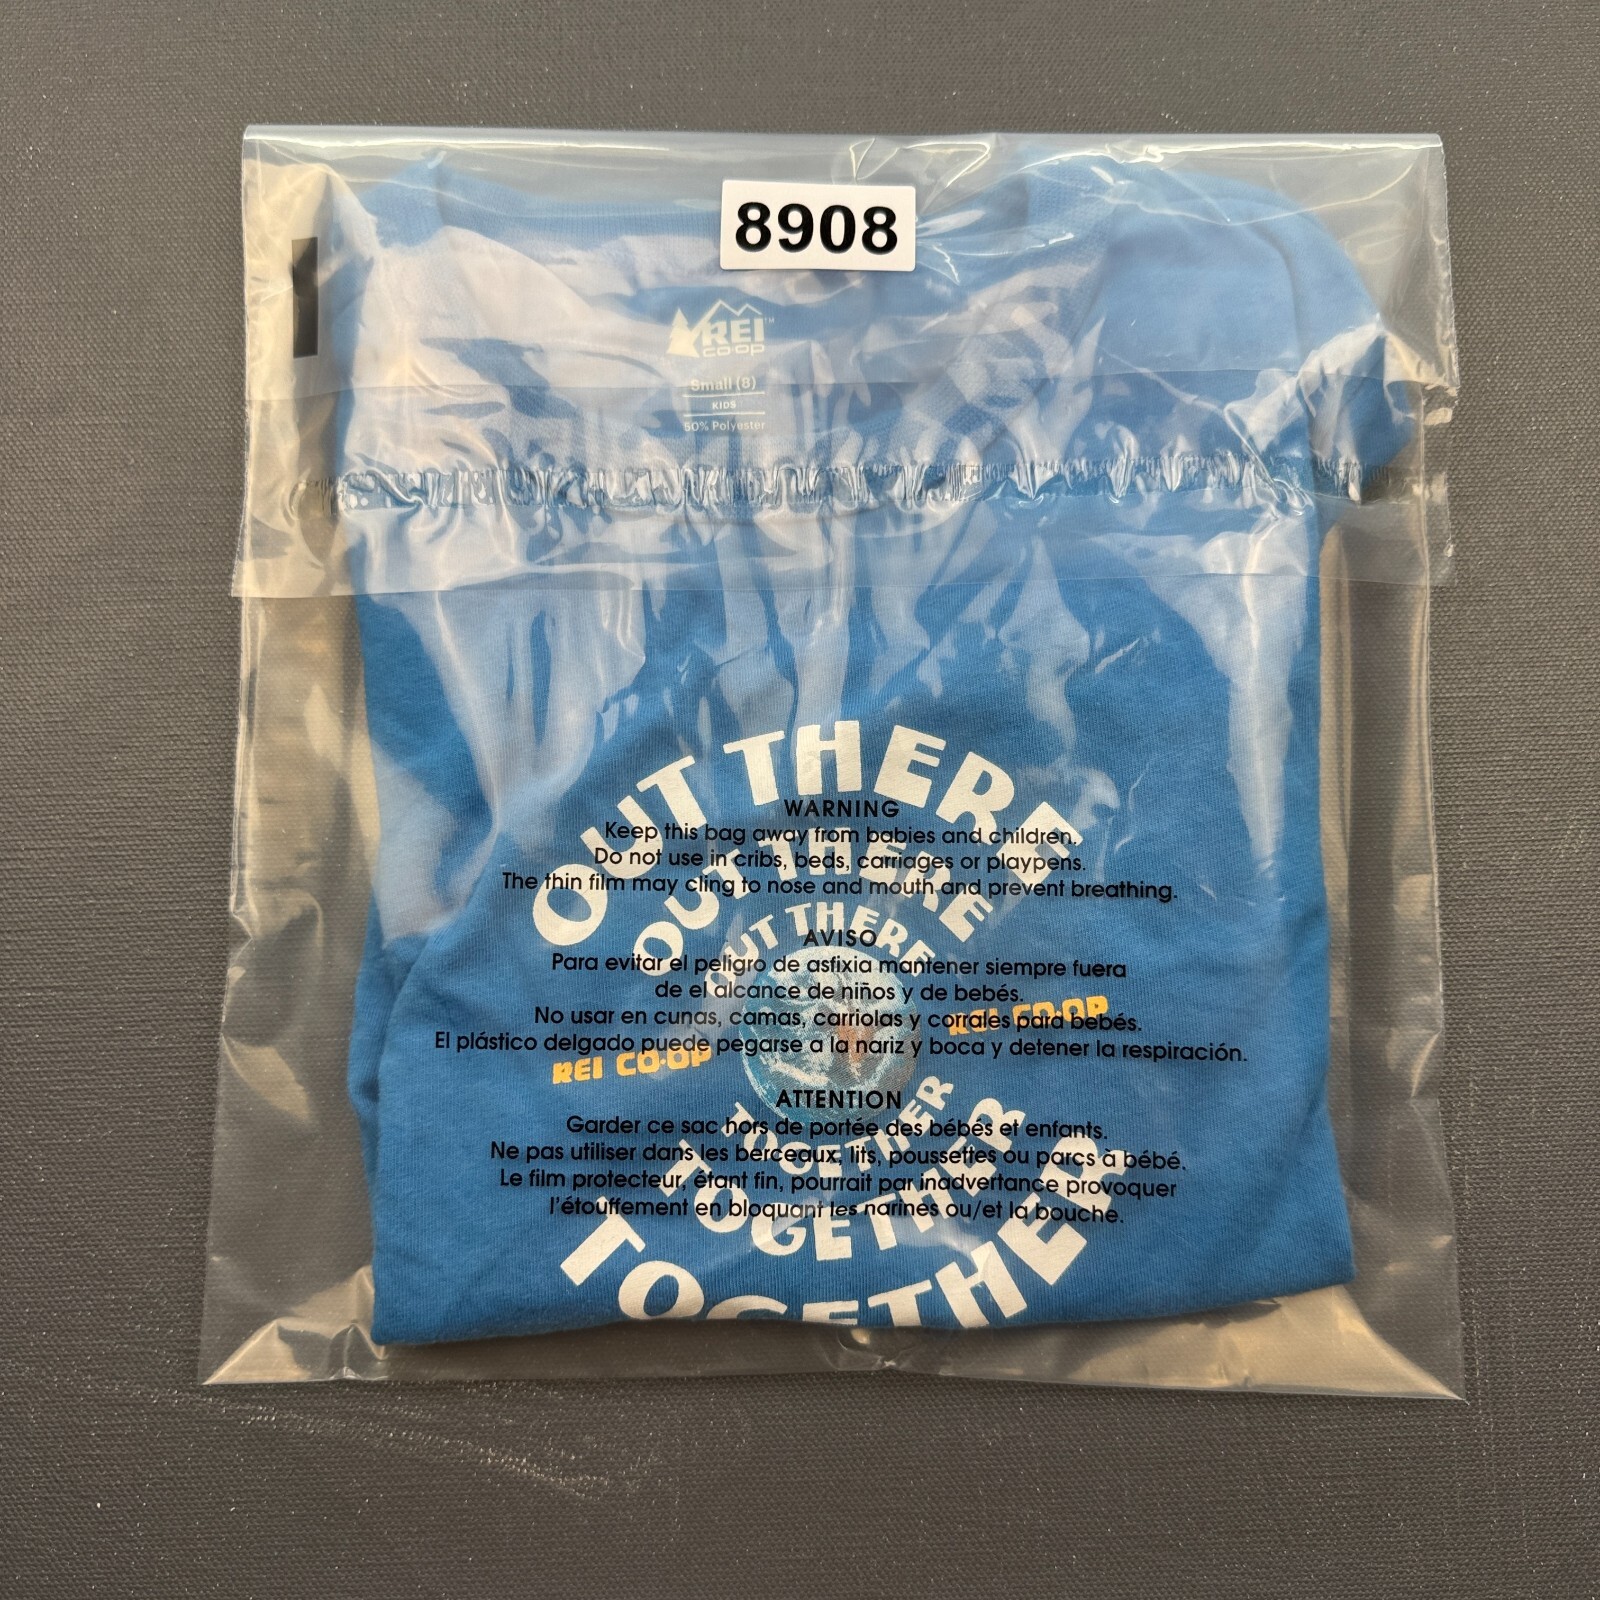 8908
REI™
co·op
Small (8)
KIDS
50% Polyester
OUT THERE
WARNING
Keep this bag away from babies and children.
OUT THERE
Do not use in cribs, beds, carriages or playpens.
The thin film may cling to nose and mouth and prevent breathing.
OUT THERE
AVISO
Para evitar el peligro de asfixia mantener siempre fuera
de el alcance de niños y de bebés.
REI CO·OP
No usar en cunas, camas, carriolas y corrales para bebés.
El plástico delgado puede pegarse a la nariz y boca y detener la respiración.
REI CO·OP
ATTENTION
Garder ce sac hors de portée des bébés et enfants.
TOGETHER
Ne pas utiliser dans les berceaux, lits, poussettes ou parcs à bébé.
Le film protecteur, étant fin, pourrait par inadvertance provoquer
TOGETHER
l'étouffement en bloquant les narines ou/et la bouche.
TOGETHER